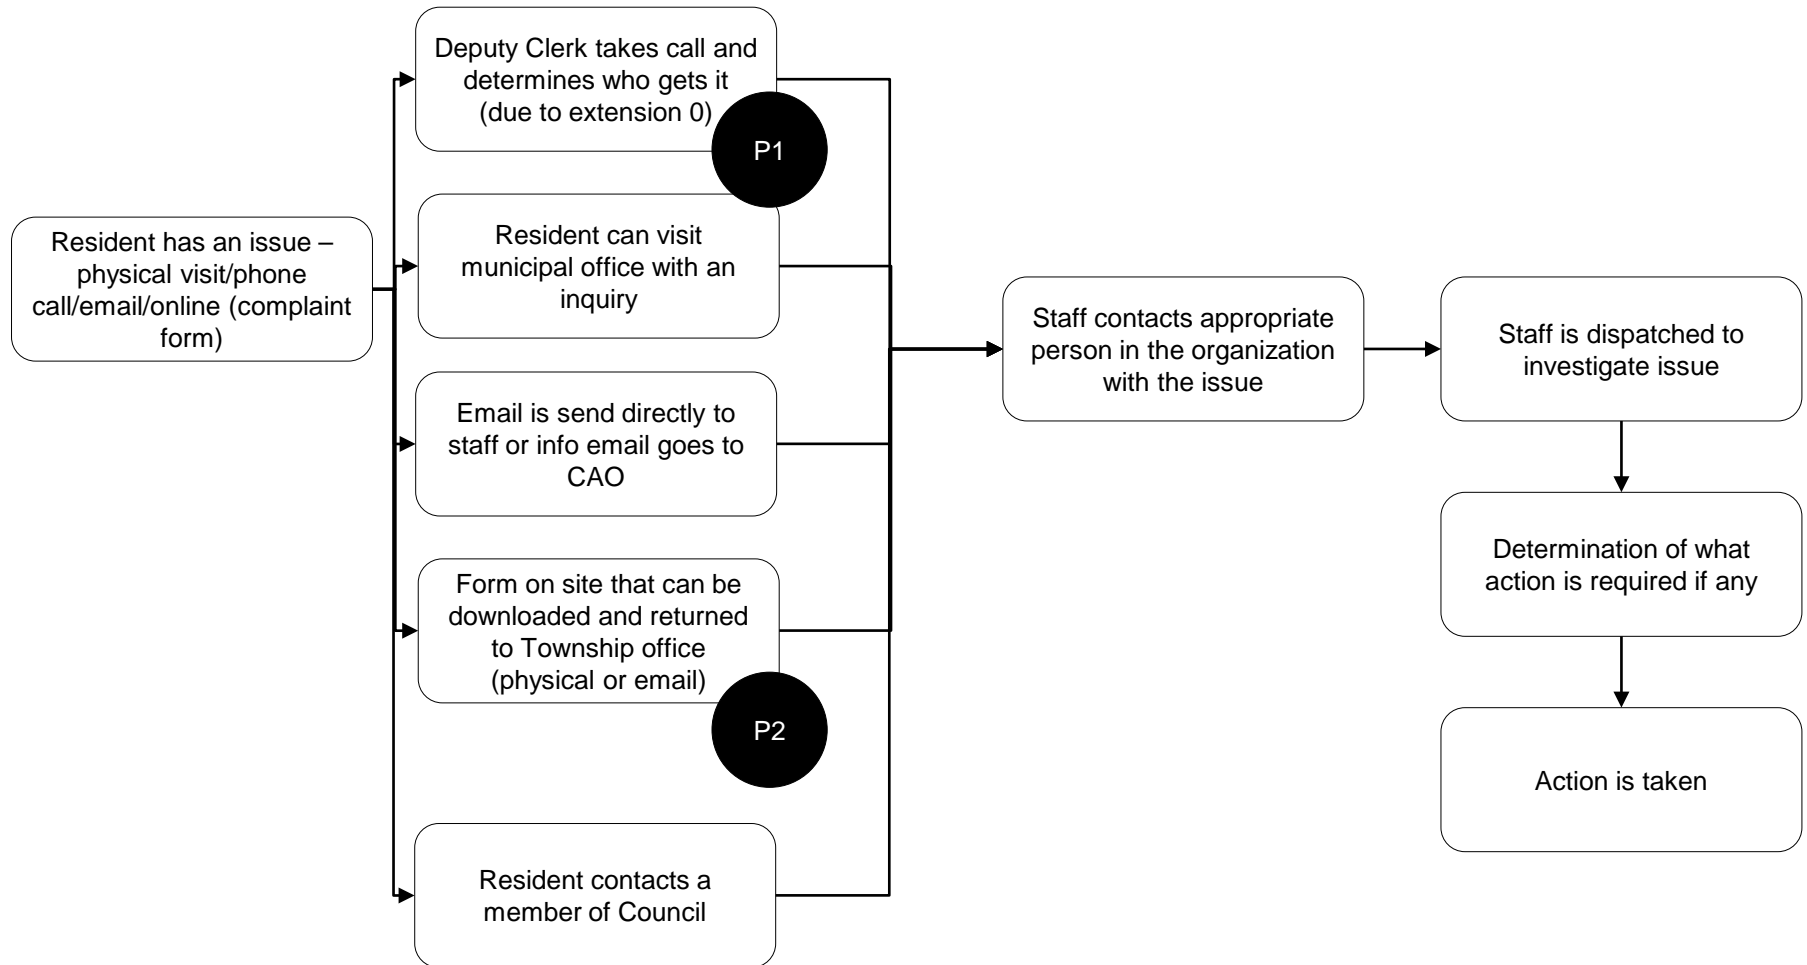 Resident has an issue –
physical visit/phone
call/email/online (complaint
form)
Deputy Clerk takes call and
determines who gets it
(due to extension 0)
P1
Resident can visit
municipal office with an
inquiry
Email is send directly to
staff or info email goes to
CAO
Form on site that can be
downloaded and returned
to Township office
(physical or email)
P2
Resident contacts a
member of Council
Staff contacts appropriate
person in the organization
with the issue
Staff is dispatched to
investigate issue
Determination of what
action is required if any
Action is taken